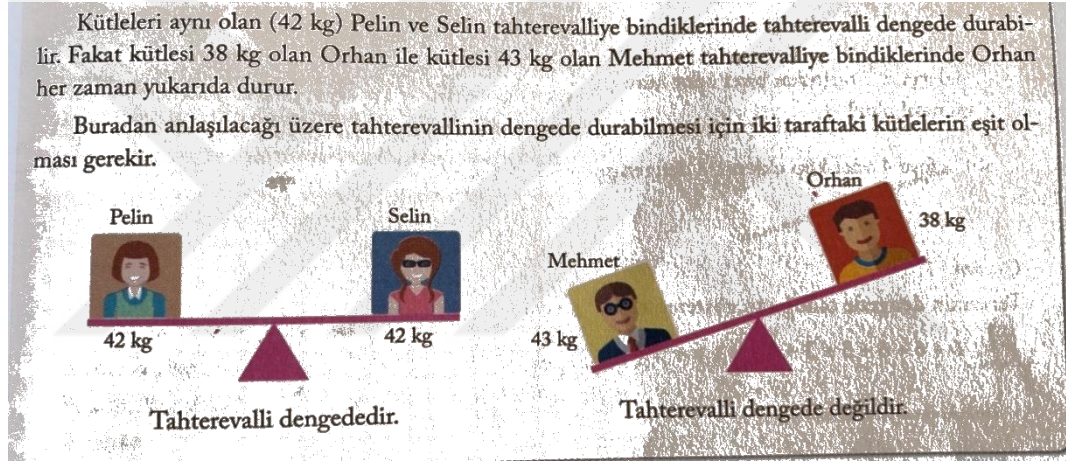 Kütleleri aynı olan (42 kg) Pelin ve Selin tahterevalliye bindiklerinde tahterevalli dengede durabi-
lir. Fakat kütlesi 38 kg olan Orhan ile kütlesi 43 kg olan Mehmet tahterevalliye bindiklerinde Orhan
her zaman yukarıda durur.
Buradan anlaşılacağı üzere tahterevallinin dengede durabilmesi için iki taraftaki kütlelerin eşit ol-
ması gerekir.
Pelin
Selin
42 kg
42 kg
Tahterevalli dengededir.
Orhan
38 kg
Mehmet
43 kg
Tahterevalli dengede değildir.